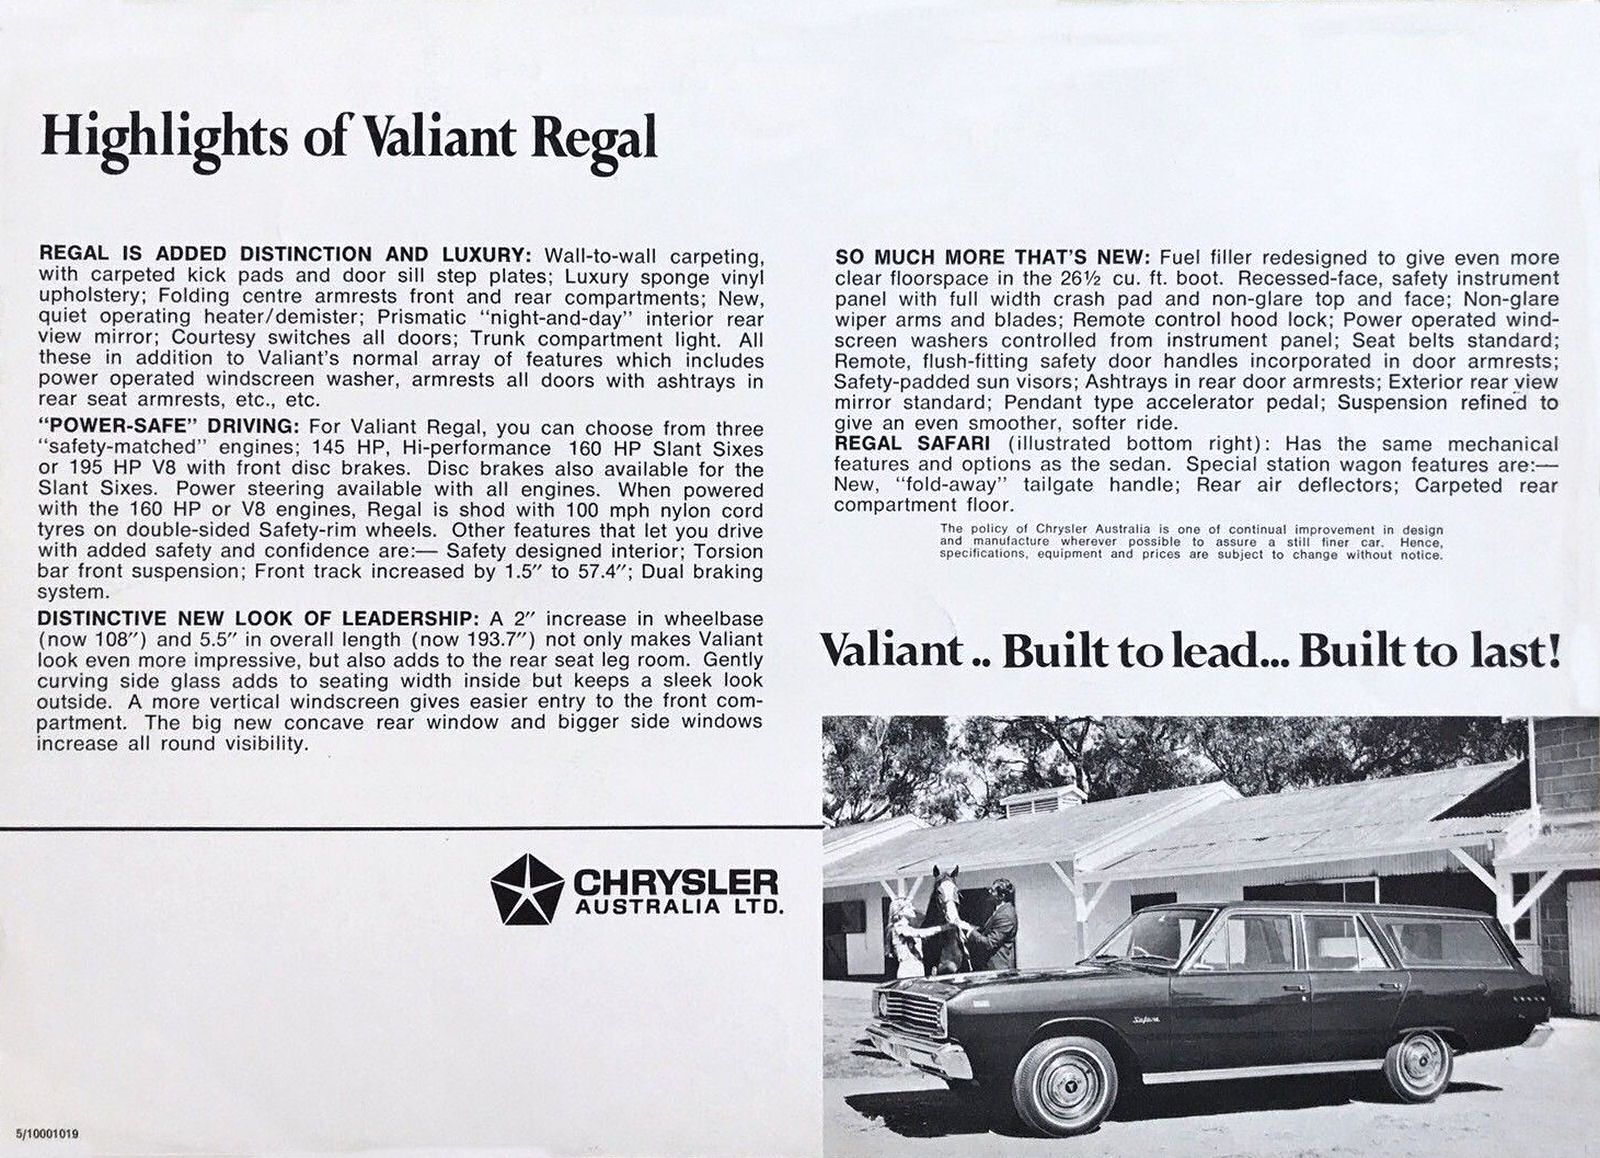 Highlights of Valiant Regal
REGAL IS ADDED DISTINCTION AND LUXURY: Wall-to-wall carpeting,
with carpeted kick pads and door sill step plates; Luxury sponge vinyl
upholstery; Folding centre armrests front and rear compartments; New,
quiet operating heater/demister; Prismatic “night-and-day” interior rear
view mirror; Courtesy switches all doors; Trunk compartment light. All
these in addition to Valiant's normal array of features which includes
power operated windscreen washer, armrests all doors with ashtrays in
rear seat armrests, etc., etc.
“POWER-SAFE” DRIVING: For Valiant Regal, you can choose from three
“safety-matched” engines; 145 HP, Hi-performance 160 HP Slant Sixes
or 195 HP V8 with front disc brakes. Disc brakes also available for the
Slant Sixes. Power steering available with all engines. When powered
with the 160 HP or V8 engines, Regal is shod with 100 mph nylon cord
tyres on double-sided Safety-rim wheels. Other features that let you drive
with added safety and confidence are:— Safety designed interior; Torsion
bar front suspension; Front track increased by 1.5″ to 57.4″; Dual braking
system.
DISTINCTIVE NEW LOOK OF LEADERSHIP: A 2″ increase in wheelbase
(now 108″) and 5.5″ in overall length (now 193.7″) not only makes Valiant
look even more impressive, but also adds to the rear seat leg room. Gently
curving side glass adds to seating width inside but keeps a sleek look
outside. A more vertical windscreen gives easier entry to the front com-
partment. The big new concave rear window and bigger side windows
increase all round visibility.
CHRYSLER
AUSTRALIA LTD.
5/10001019
SO MUCH MORE THAT'S NEW: Fuel filler redesigned to give even more
clear floorspace in the 26½ cu. ft. boot. Recessed-face, safety instrument
panel with full width crash pad and non-glare top and face; Non-glare
wiper arms and blades; Remote control hood lock; Power operated wind-
screen washers controlled from instrument panel; Seat belts standard;
Remote, flush-fitting safety door handles incorporated in door armrests;
Safety-padded sun visors; Ashtrays in rear door armrests; Exterior rear view
mirror standard; Pendant type accelerator pedal; Suspension refined to
give an even smoother, softer ride.
REGAL SAFARI (illustrated bottom right): Has the same mechanical
features and options as the sedan. Special station wagon features are:—
New, “fold-away” tailgate handle; Rear air deflectors; Carpeted rear
compartment floor.
The policy of Chrysler Australia is one of continual improvement in design
and manufacture wherever possible to assure a still finer car. Hence,
specifications, equipment and prices are subject to change without notice.
Valiant .. Built to lead... Built to last!